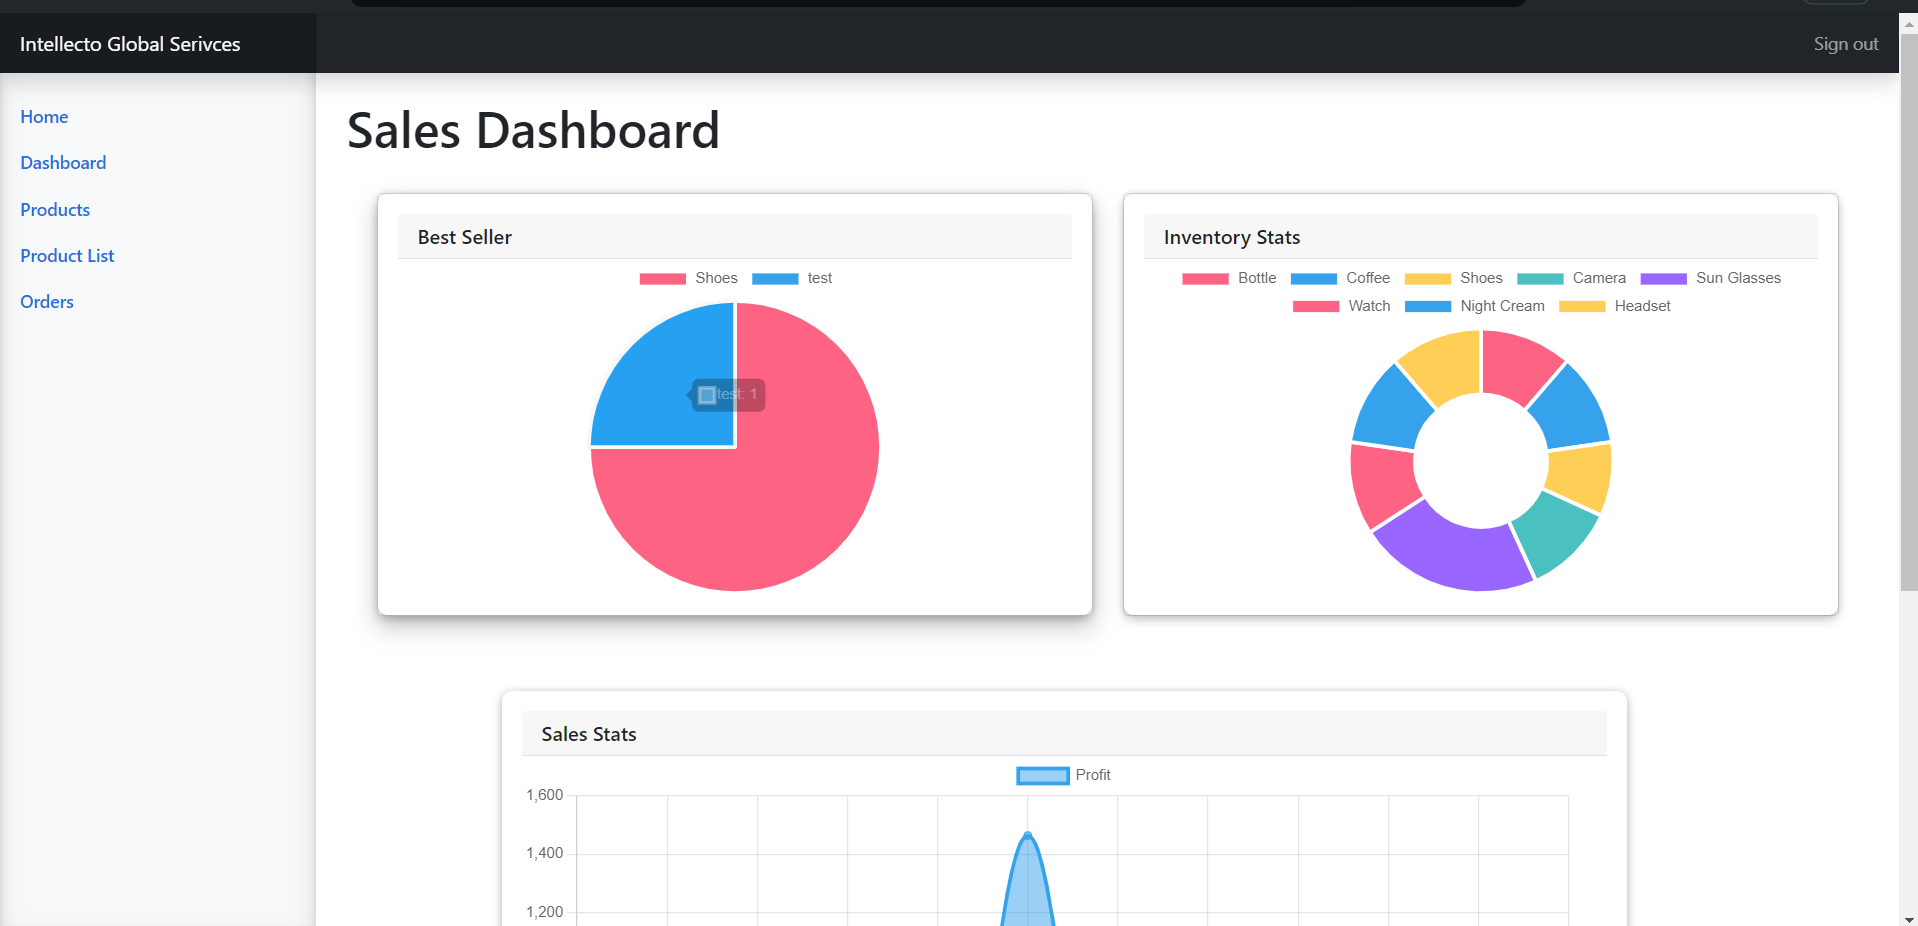 Intellecto Global Serivces
Sign out
Home
Dashboard
Products
Product List
Orders
Sales Dashboard
Best Seller
Shoes test
test: 1
Inventory Stats
Bottle Coffee Shoes Camera Sun Glasses
Watch Night Cream Headset
Sales Stats
Profit
1,600
1,400
1,200